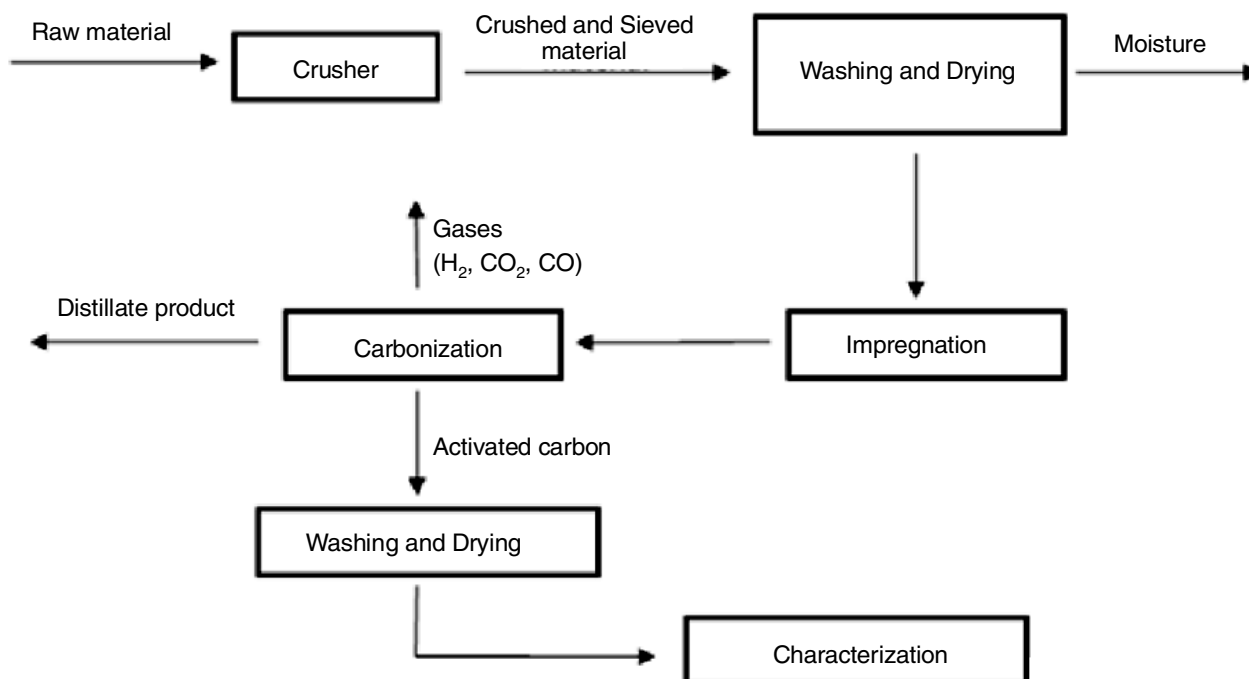 Raw material
Crusher
Crushed and Sieved
material
Washing and Drying
Moisture
Gases
(H₂, CO₂, CO)
Distillate product
Carbonization
Impregnation
Activated carbon
Washing and Drying
Characterization